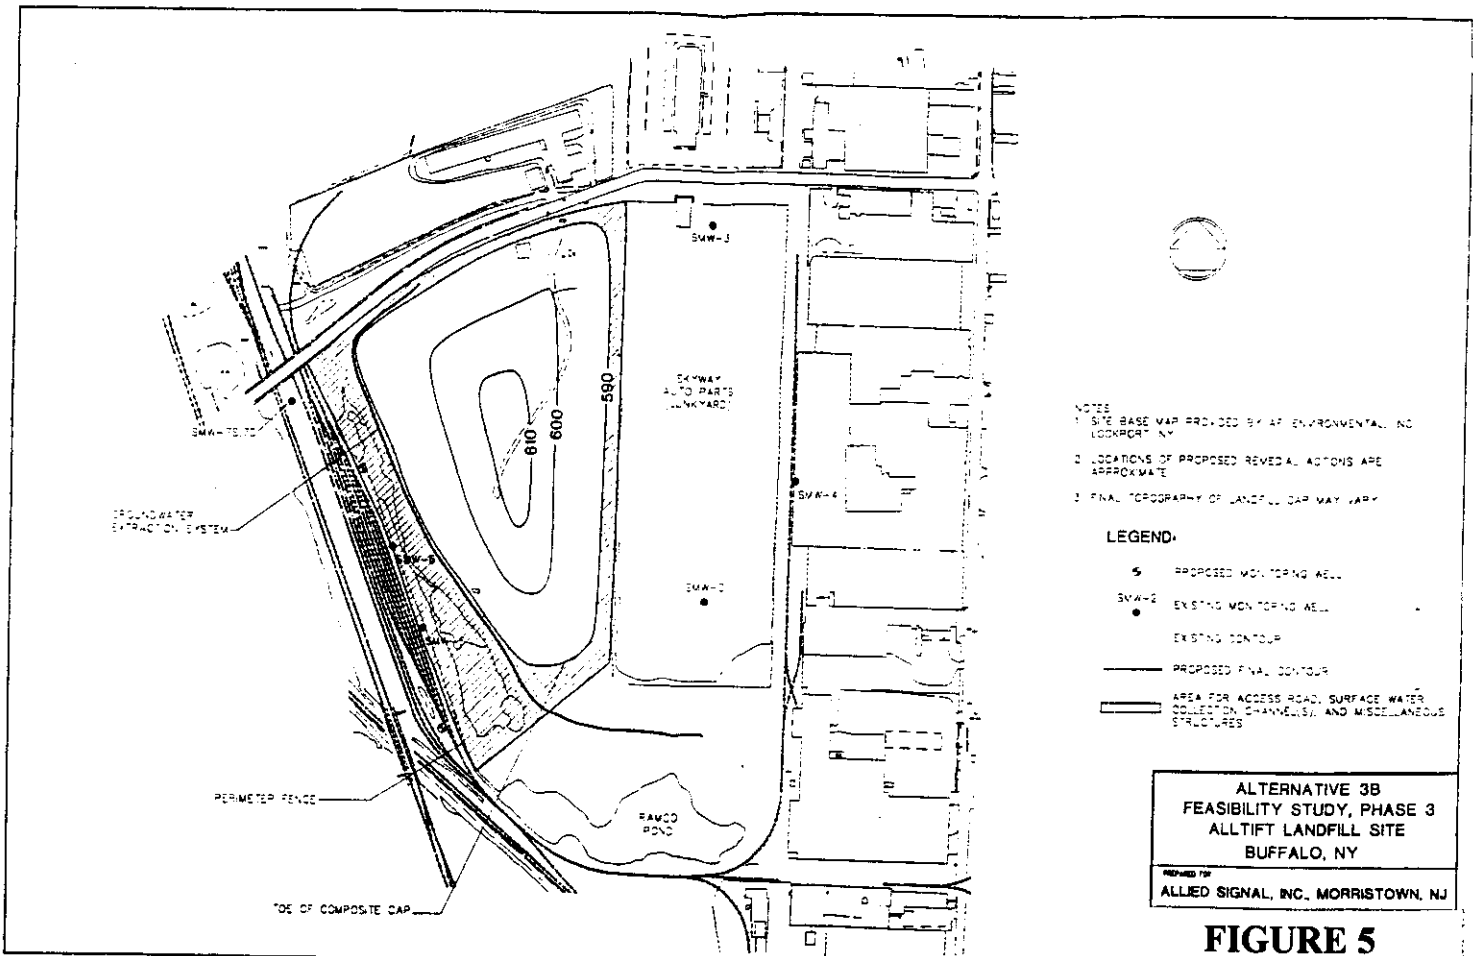 SMW-3
SKYWAY
AUTO PARTS
(JUNKYARD)
590
600
610
SMW-4
GROUNDWATER
EXTRACTION SYSTEM
PERIMETER FENCE
RAMCO
POND
TOE OF COMPOSITE CAP
NOTES
1 SITE BASE MAP PROVIDED BY ENVIRONMENTAL, INC
LOCKPORT NY
2 LOCATIONS OF PROPOSED REMEDIAL ACTIONS ARE
APPROXIMATE
3 FINAL TOPOGRAPHY OF LANDFILL CAP MAY VARY
LEGEND:
PROPOSED MONITORING WELL
SMW-2
EXISTING MONITORING WELL
EXISTING CONTOUR
PROPOSED FINAL CONTOUR
AREA FOR ACCESS ROAD, SURFACE WATER
COLLECTION CHANNEL(S), AND MISCELLANEOUS
STRUCTURES
ALTERNATIVE 3B
FEASIBILITY STUDY, PHASE 3
ALLTIFT LANDFILL SITE
BUFFALO, NY
PREPARED FOR
ALLIED SIGNAL, INC., MORRISTOWN, NJ
FIGURE 5